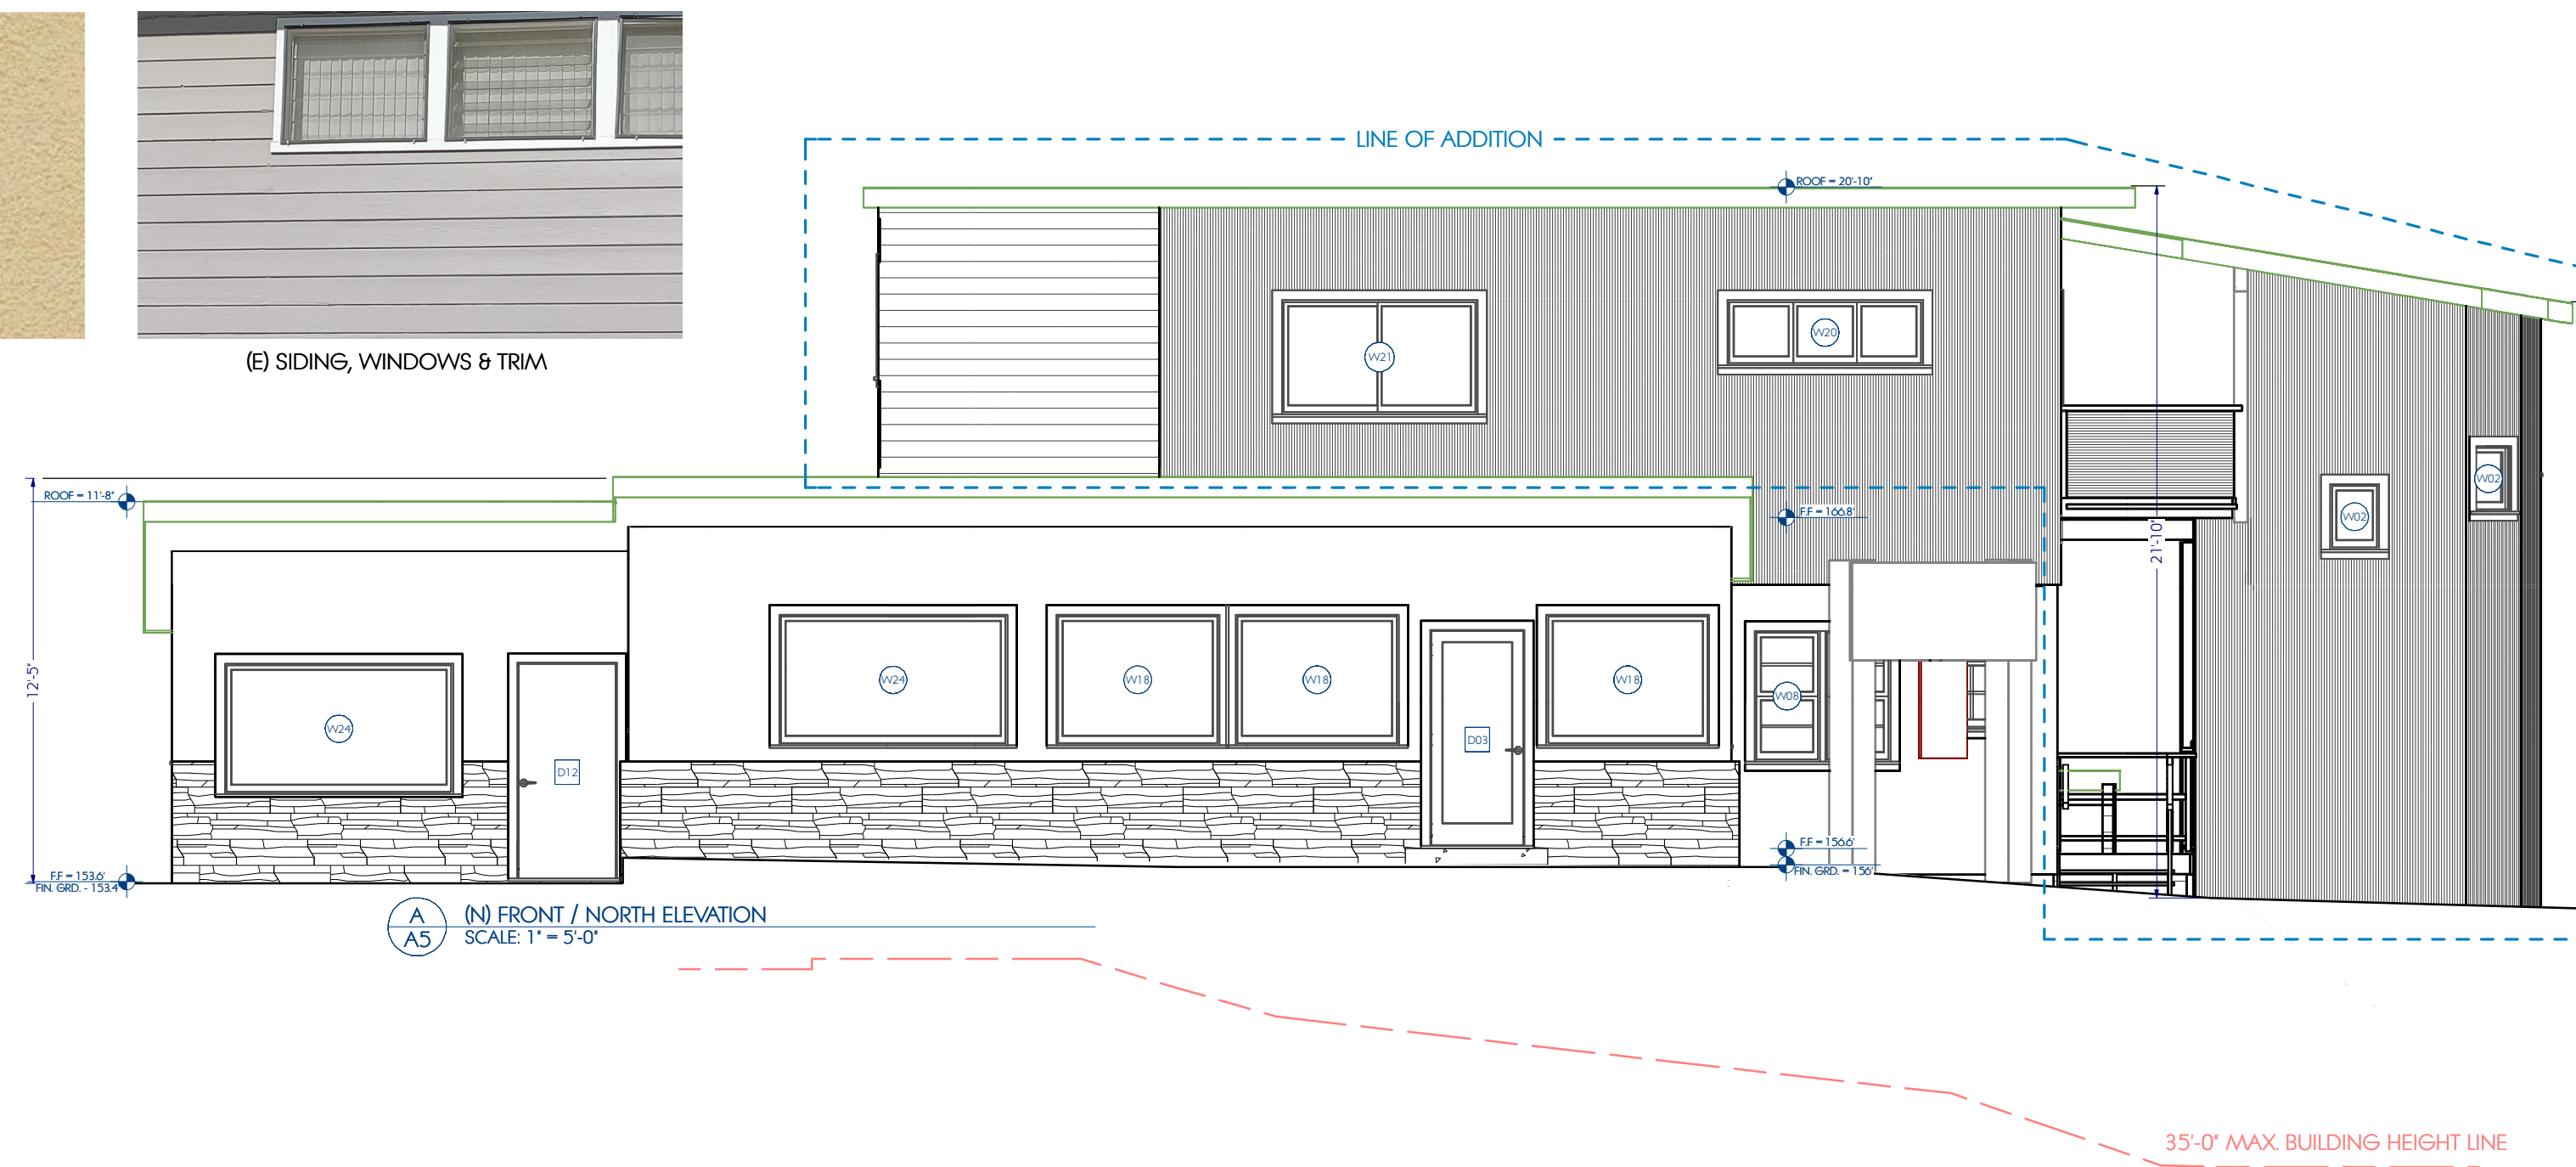 LINE OF ADDITION
ROOF = 20'-10"
(E) SIDING, WINDOWS & TRIM
W20
W21
ROOF = 11'-8"
W02
W02
F.F = 166.8'
21'-10"
12'-5"
W24
W18
W18
W18
W08
W24
D03
D12
F.F = 156.6'
FIN. GRD. = 156'
F.F = 153.6'
FIN. GRD. - 153.4'
A
A5
(N) FRONT / NORTH ELEVATION
SCALE: 1" = 5'-0"
35'-0" MAX. BUILDING HEIGHT LINE